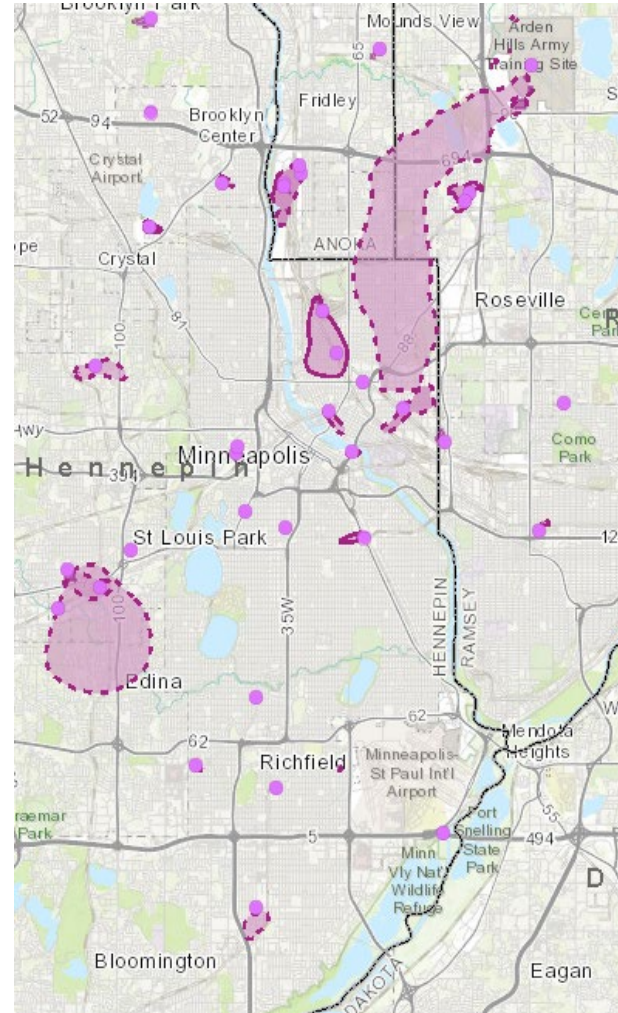 Brooklyn Park
Mounds View
65
Arden
Hills Army
Training Site
Fridley
52
94
Brooklyn
Center
694
Crystal
Airport
ANOKA
Crystal
Roseville
100
81
88
Hwy
Minneapolis
Como
Park
Hennepin
394
St Louis Park
12
HENNEPIN
RAMSEY
35W
100
Edina
62
Mendota
Heights
62
Richfield
Minneapolis-
St Paul Int'l
Airport
55
Fort
Snelling
State
Park
5
494
Minn
Vly Nat'l
Wildlife
Refuge
D
Bloomington
DAKOTA
Eagan